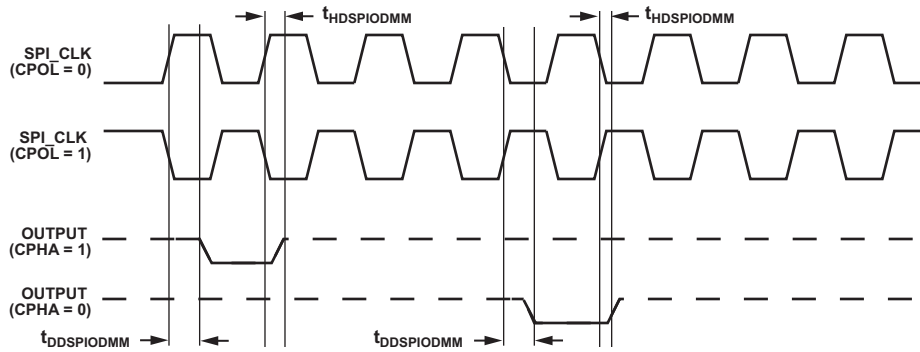 tHDSPIODMM
tHDSPIODMM
SPI_CLK
(CPOL = 0)
SPI_CLK
(CPOL = 1)
OUTPUT
(CPHA = 1)
OUTPUT
(CPHA = 0)
tDDSPIODMM
tDDSPIODMM